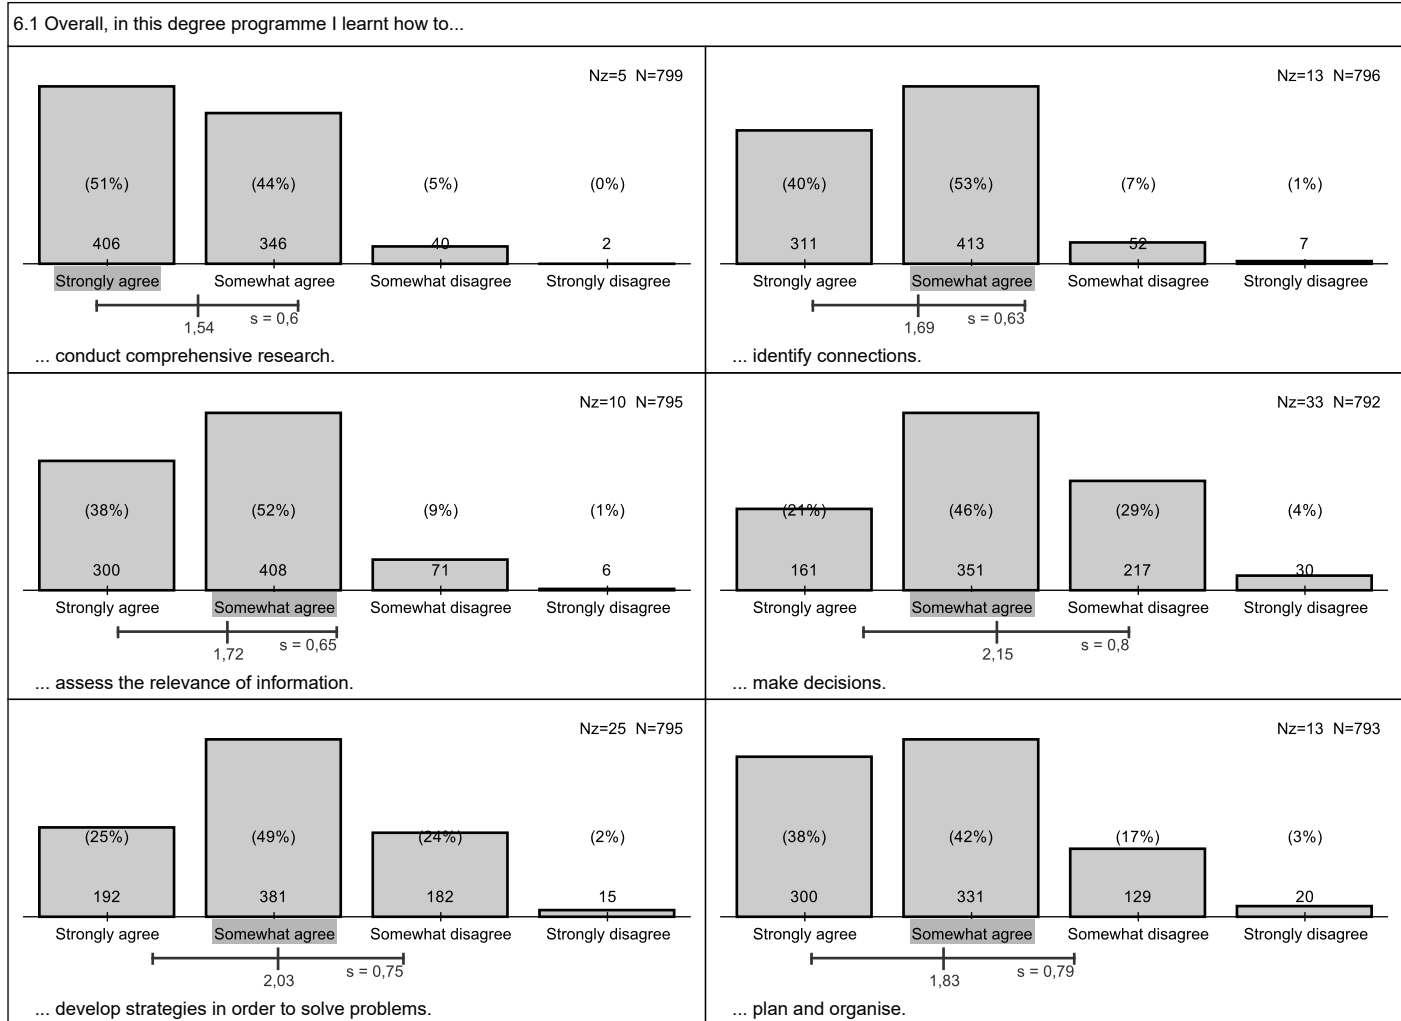 6.1 Overall, in this degree programme I learnt how to...
Nz=5 N=799
(51%) (44%) (5%) (0%)
406 346 40 2
Strongly agree Somewhat agree Somewhat disagree Strongly disagree
s = 0,6
1,54
... conduct comprehensive research.
Nz=13 N=796
(40%) (53%) (7%) (1%)
311 413 52 7
Strongly agree Somewhat agree Somewhat disagree Strongly disagree
s = 0,63
1,69
... identify connections.
Nz=10 N=795
(38%) (52%) (9%) (1%)
300 408 71 6
Strongly agree Somewhat agree Somewhat disagree Strongly disagree
s = 0,65
1,72
... assess the relevance of information.
Nz=33 N=792
(21%) (46%) (29%) (4%)
161 351 217 30
Strongly agree Somewhat agree Somewhat disagree Strongly disagree
s = 0,8
2,15
... make decisions.
Nz=25 N=795
(25%) (49%) (24%) (2%)
192 381 182 15
Strongly agree Somewhat agree Somewhat disagree Strongly disagree
s = 0,75
2,03
... develop strategies in order to solve problems.
Nz=13 N=793
(38%) (42%) (17%) (3%)
300 331 129 20
Strongly agree Somewhat agree Somewhat disagree Strongly disagree
s = 0,79
1,83
... plan and organise.